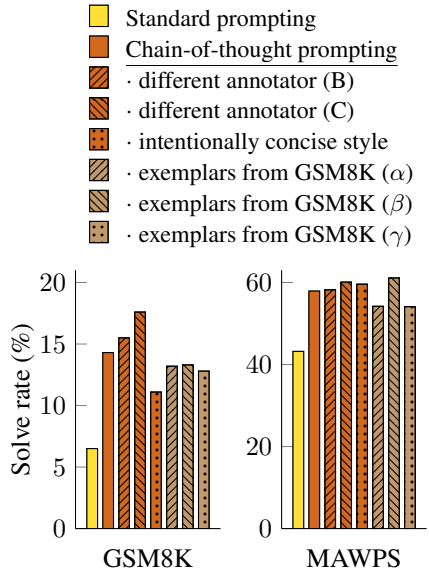 Standard prompting
Chain-of-thought prompting
· different annotator (B)
· different annotator (C)
· intentionally concise style
· exemplars from GSM8K (α)
· exemplars from GSM8K (β)
· exemplars from GSM8K (γ)
Solve rate (%)
20
15
10
5
0
GSM8K
60
40
20
0
MAWPS